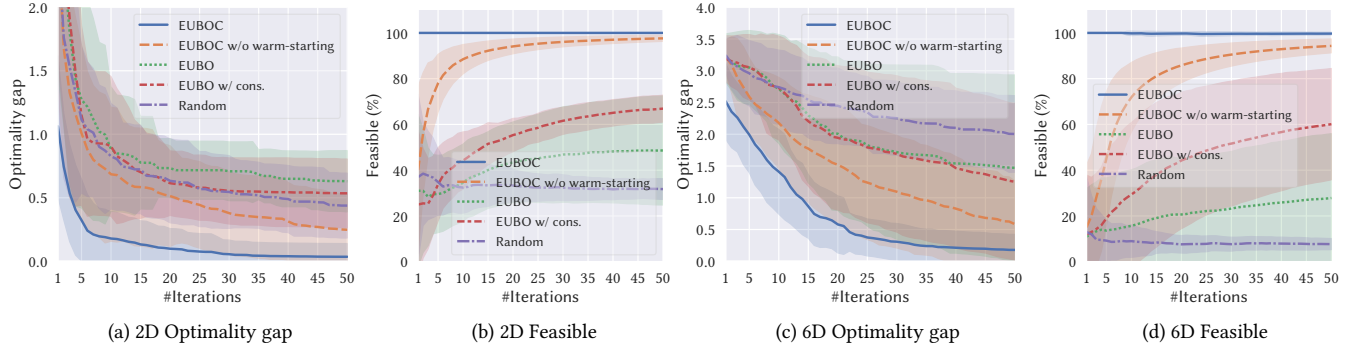 Optimality gap
2.0
1.5
1.0
0.5
0.0
EUBOC
EUBOC w/o warm-starting
EUBO
EUBO w/ cons.
Random
1 5 10 15 20 25 30 35 40 45 50
#Iterations
(a) 2D Optimality gap
Feasible (%)
100
80
60
40
20
0
EUBOC
EUBOC w/o warm-starting
EUBO
EUBO w/ cons.
Random
1 5 10 15 20 25 30 35 40 45 50
#Iterations
(b) 2D Feasible
Optimality gap
4.0
3.5
3.0
2.5
2.0
1.5
1.0
0.5
0.0
EUBOC
EUBOC w/o warm-starting
EUBO
EUBO w/ cons.
Random
1 5 10 15 20 25 30 35 40 45 50
#Iterations
(c) 6D Optimality gap
Feasible (%)
100
80
60
40
20
0
EUBOC
EUBOC w/o warm-starting
EUBO
EUBO w/ cons.
Random
1 5 10 15 20 25 30 35 40 45 50
#Iterations
(d) 6D Feasible